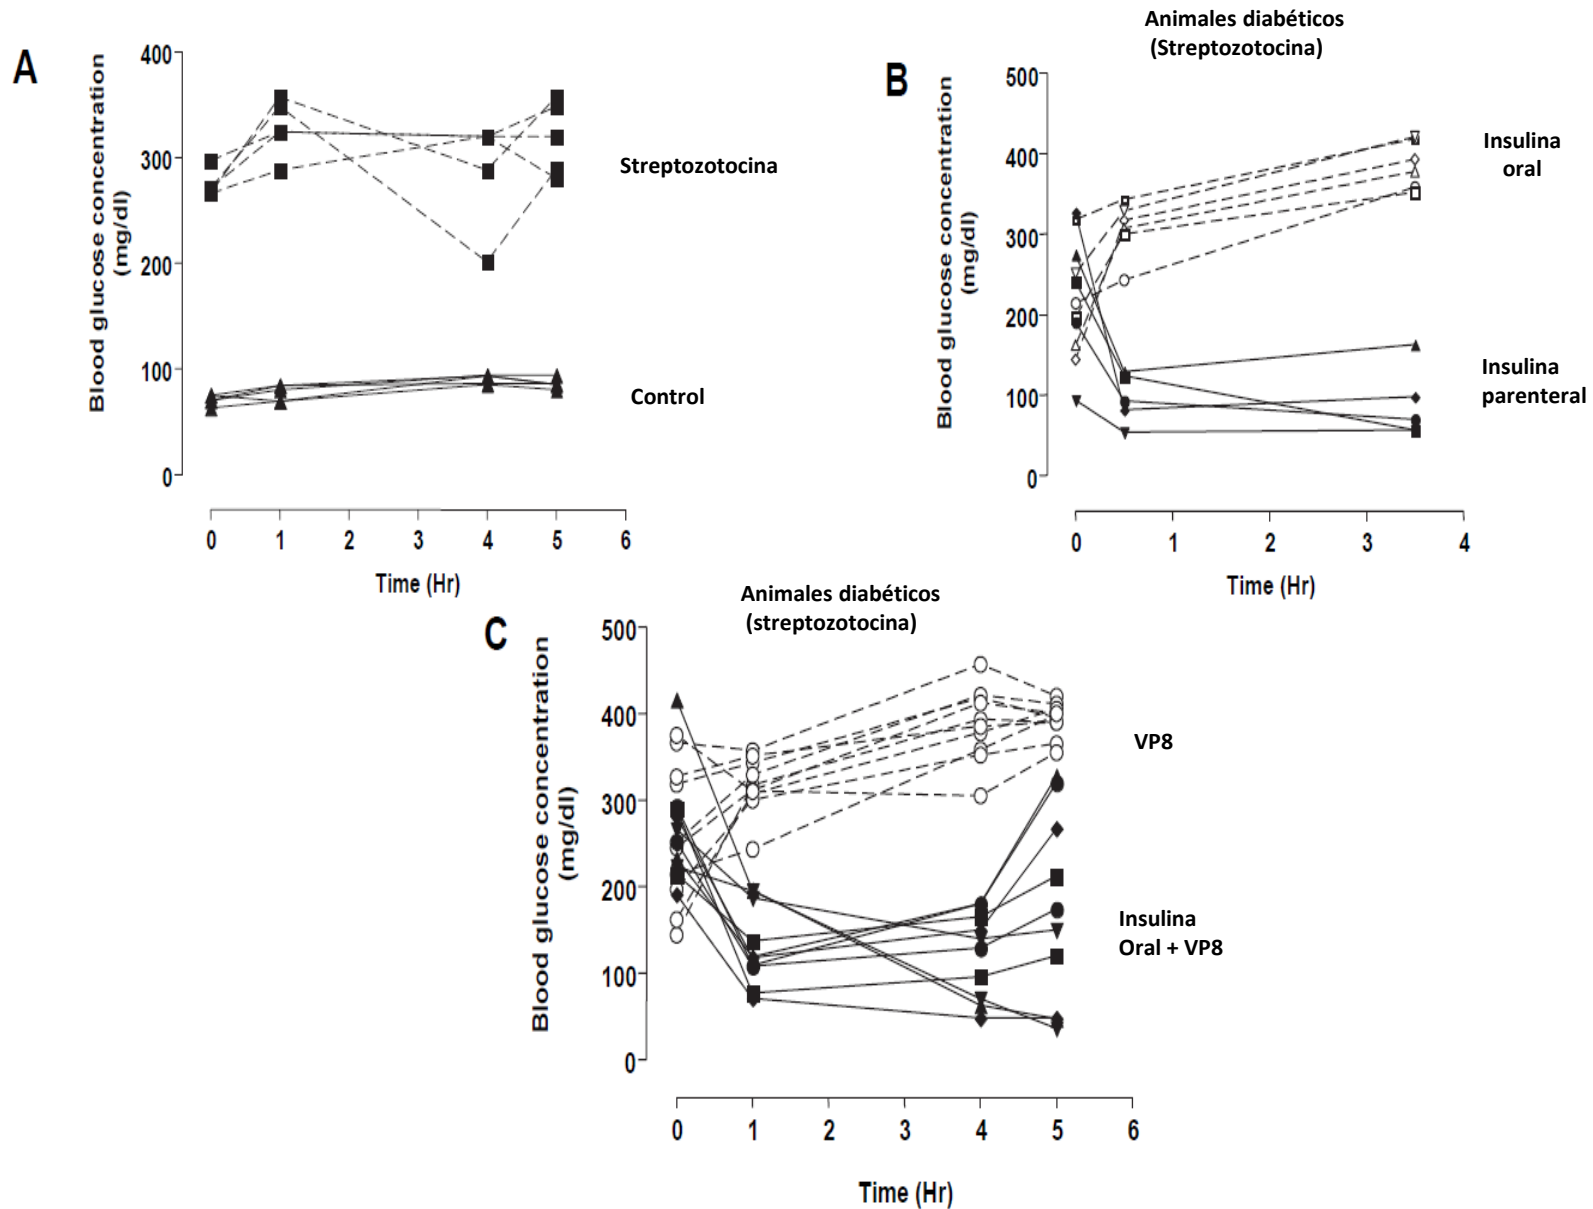 A
Blood glucose concentration
(mg/dl)
400
300
200
100
0
0 1 2 3 4 5 6
Time (Hr)
Streptozotocina
Control
Animales diabéticos
(Streptozotocina)
B
Blood glucose concentration
(mg/dl)
500
400
300
200
100
0
0 1 2 3 4
Time (Hr)
Insulina
oral
Insulina
parenteral
Animales diabéticos
(streptozotocina)
C
Blood glucose concentration
(mg/dl)
500
400
300
200
100
0
0 1 2 3 4 5 6
Time (Hr)
VP8
Insulina
Oral + VP8